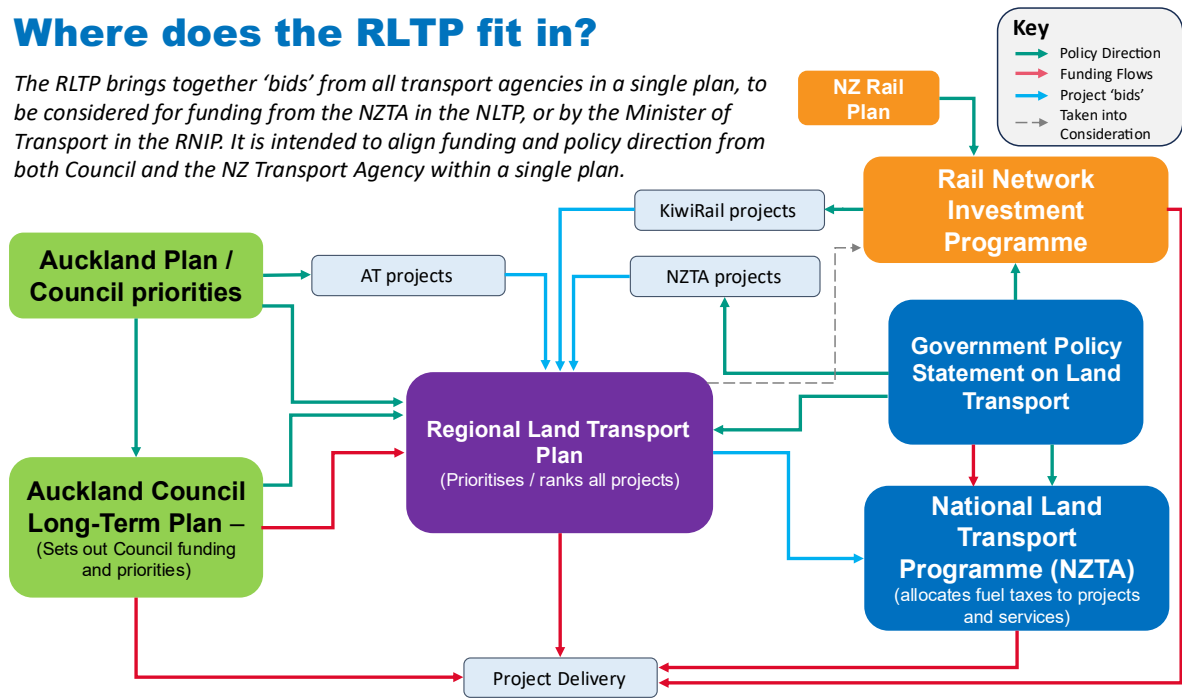 Where does the RLTP fit in?
The RLTP brings together ‘bids’ from all transport agencies in a single plan, to
be considered for funding from the NZTA in the NLTP, or by the Minister of
Transport in the RNIP. It is intended to align funding and policy direction from
both Council and the NZ Transport Agency within a single plan.
Key
Policy Direction
Funding Flows
Project ‘bids’
Taken into
Consideration
NZ Rail
Plan
Rail Network
Investment
Programme
KiwiRail projects
Auckland Plan /
Council priorities
AT projects
NZTA projects
Government Policy
Statement on Land
Transport
Regional Land Transport
Plan
(Prioritises / ranks all projects)
Auckland Council
Long-Term Plan –
(Sets out Council funding
and priorities)
National Land
Transport
Programme (NZTA)
(allocates fuel taxes to projects
and services)
Project Delivery